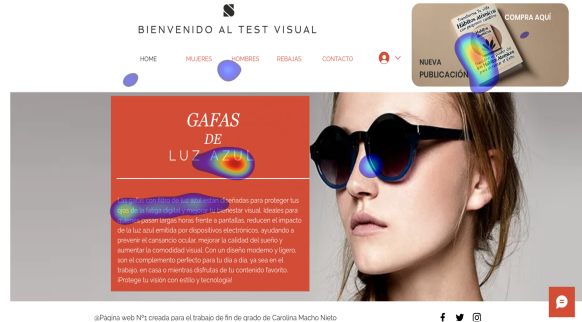 BIENVENIDO AL TEST VISUAL
HOME
MUJERES
HOMBRES
REBAJAS
CONTACTO
COMPRA AQUÍ
Hábitos atómicos
Hábitos
NUEVA
PUBLICACIÓN
GAFAS
DE
LUZ AZUL
gafas con filtro de luz azul están diseñadas para proteger tus
ojos de la fatiga digital y mejorar tu bienestar visual. Ideales para
quienes pasan largas horas frente a pantallas, reducen el impacto
de la luz azul emitida por dispositivos electrónicos, ayudando a
prevenir el cansancio ocular, mejorar la calidad del sueño y
aumentar la comodidad visual. Con un diseño moderno y ligero,
son el complemento perfecto para tu día a día, ya sea en el
trabajo, en casa o mientras disfrutas de tu contenido favorito.
¡Protege tu visión con estilo y tecnología!
@Página web Nº1 creada para el trabajo de fin de grado de Carolina Macho Nieto